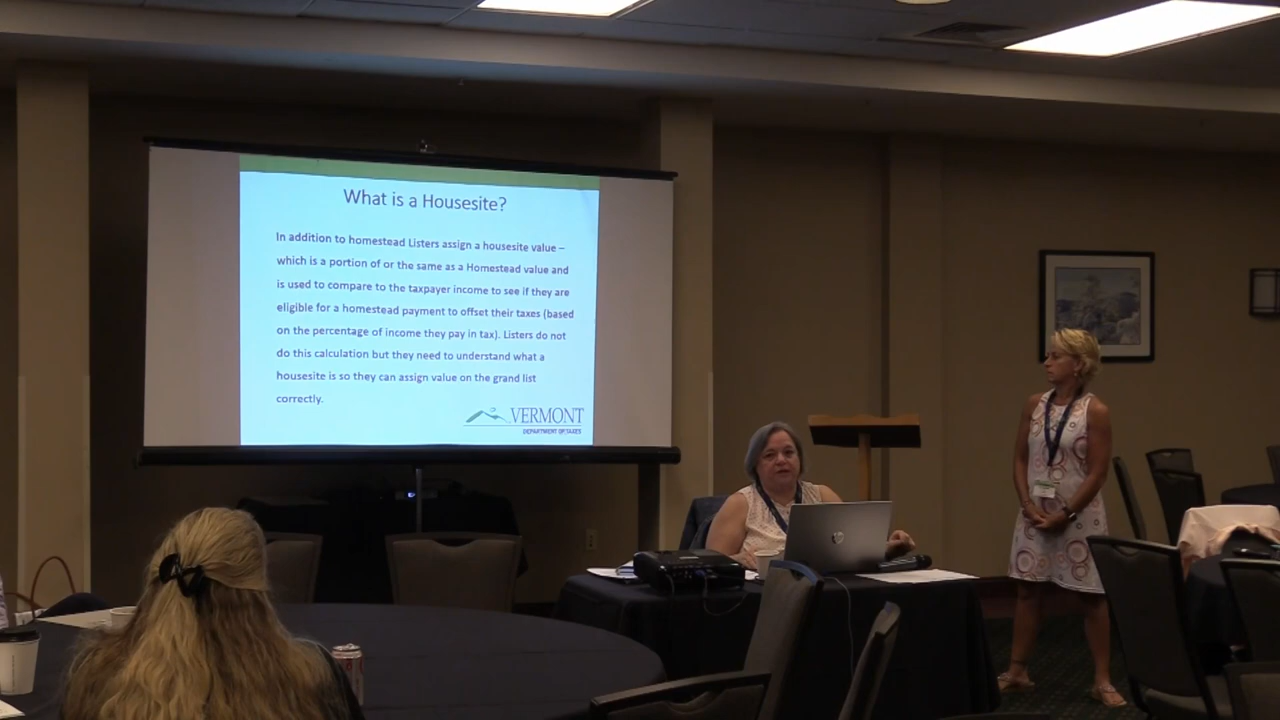 What is a Housesite?
In addition to homestead Listers assign a housesite value –
which is a portion of or the same as a Homestead value and
is used to compare to the taxpayer income to see if they are
eligible for a homestead payment to offset their taxes (based
on the percentage of income they pay in tax). Listers do not
do this calculation but they need to understand what a
housesite is so they can assign value on the grand list
correctly.
VERMONT
DEPARTMENT OF TAXES
hp